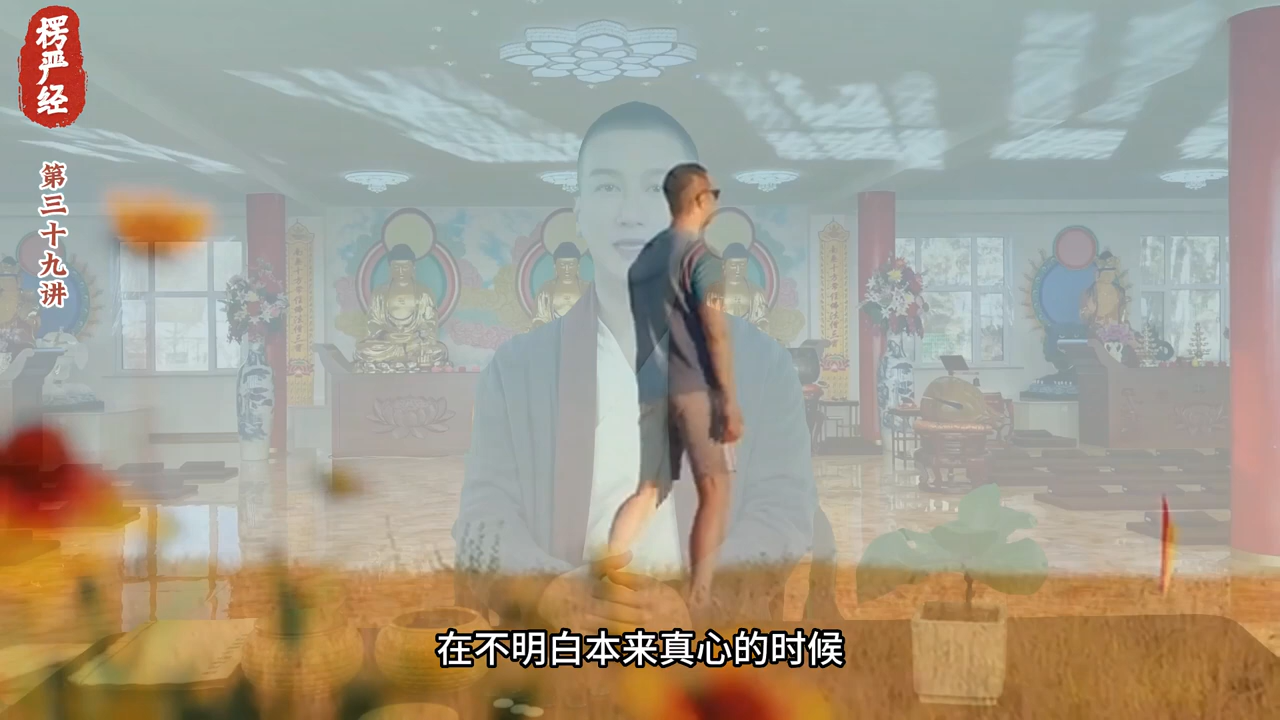 楞严经
第三十九讲
在不明白本来真心的时候